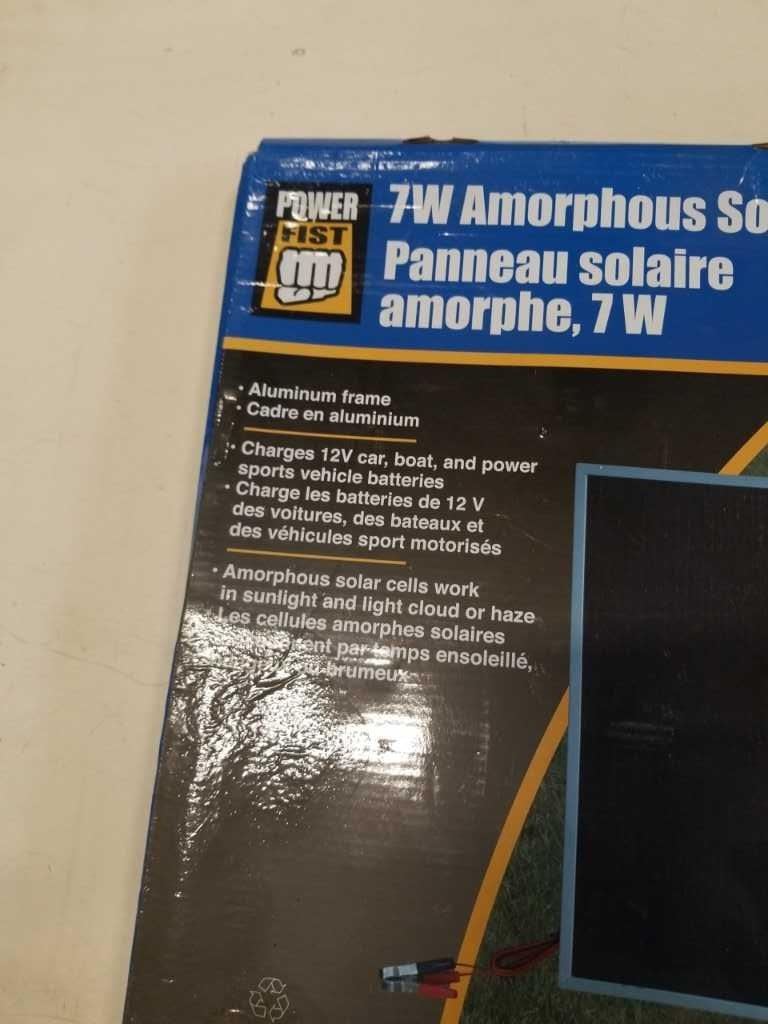 POWER
FIST
7W Amorphous So
Panneau solaire
amorphe, 7 W
• Aluminum frame
• Cadre en aluminium
• Charges 12V car, boat, and power
sports vehicle batteries
• Charge les batteries de 12 V
des voitures, des bateaux et
des véhicules sport motorisés
• Amorphous solar cells work
in sunlight and light cloud or haze
Les cellules amorphes solaires
par temps ensoleillé,
brumeux